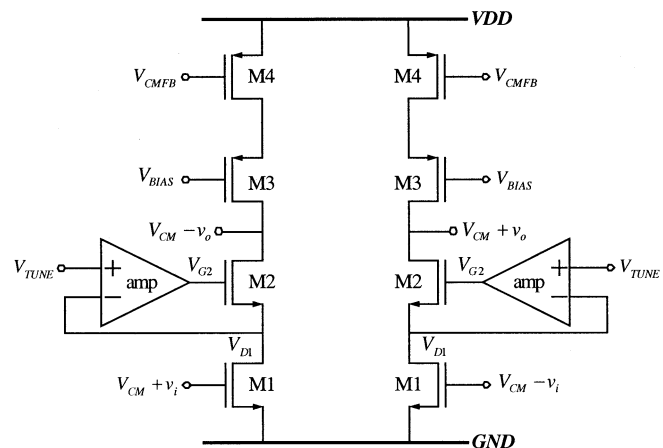 VDD
V_CMFB M4 M4 V_CMFB
V_BIAS M3 M3 V_BIAS
V_CM − v_o V_CM + v_o
V_TUNE + amp − V_G2 M2 M2 V_G2 + amp − V_TUNE
V_D1 V_D1
V_CM + v_i M1 M1 V_CM − v_i
GND